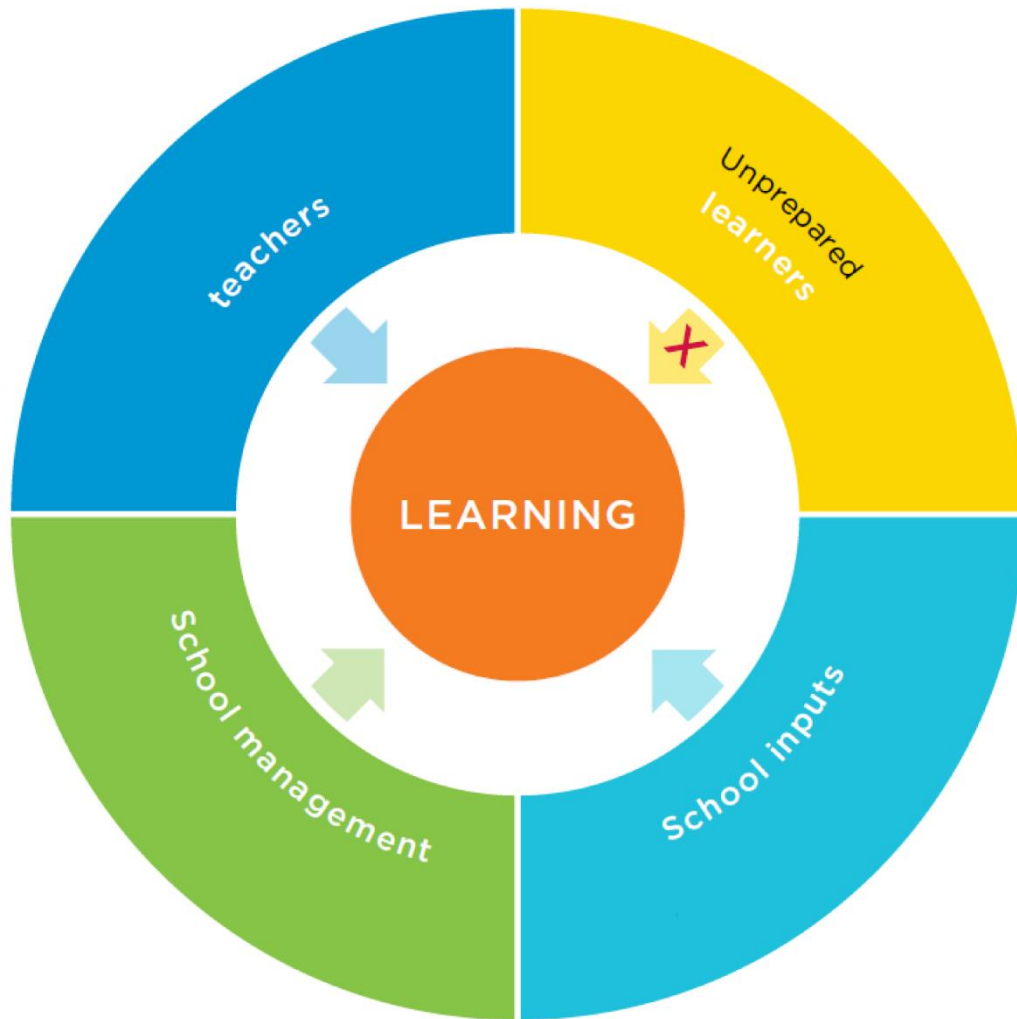 teachers
Unprepared
learners
X
LEARNING
School management
School inputs